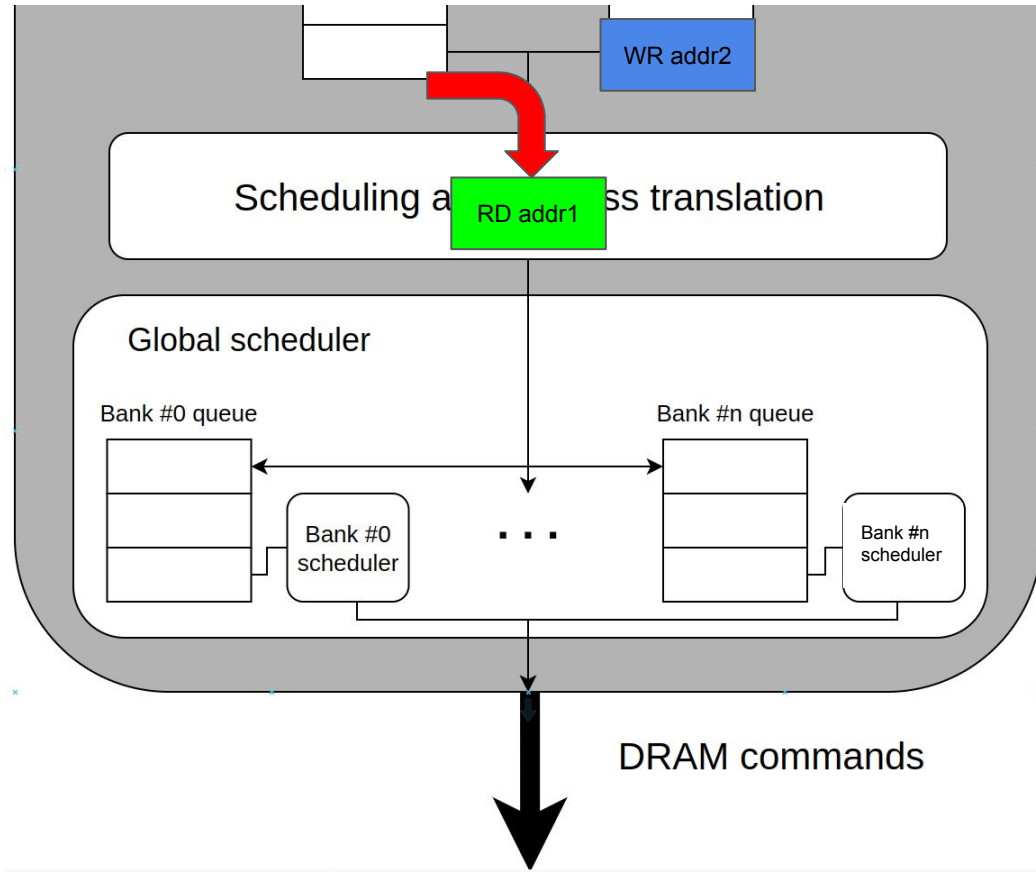 WR addr2
Scheduling a
RD addr1
ss translation
Global scheduler
Bank #0 queue
Bank #n queue
Bank #0
scheduler
. . .
Bank #n
scheduler
DRAM commands